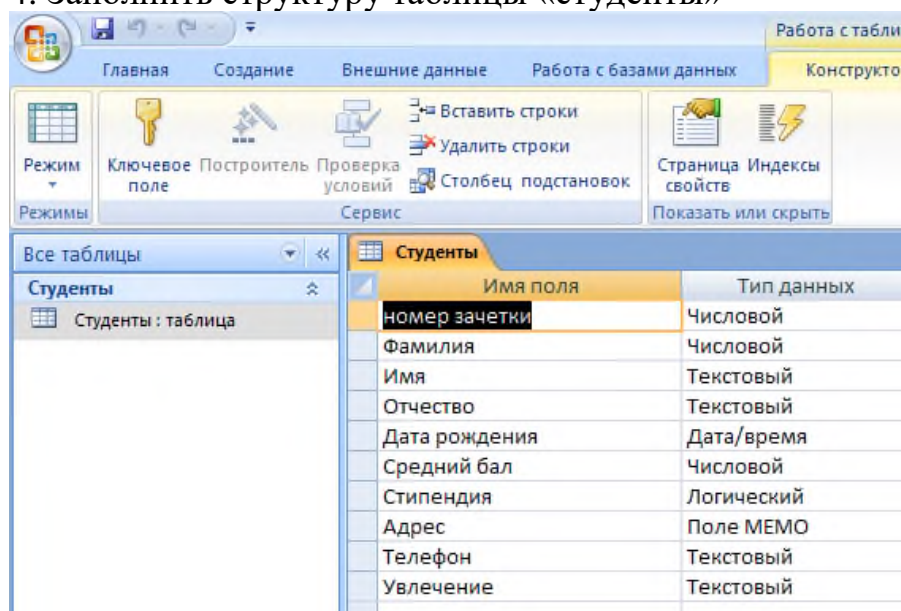 4. Заполнить структуру таблицы «студенты»
Работа с табли
Главная Создание Внешние данные Работа с базами данных Конструкто
Режим
Ключевое поле
Построитель
Проверка условий
Вставить строки
Удалить строки
Столбец подстановок
Страница свойств
Индексы
Режимы Сервис Показать или скрыть
Все таблицы
Студенты
Студенты : таблица
Студенты
Имя поля Тип данных
номер зачетки Числовой
Фамилия Числовой
Имя Текстовый
Отчество Текстовый
Дата рождения Дата/время
Средний бал Числовой
Стипендия Логический
Адрес Поле МЕМО
Телефон Текстовый
Увлечение Текстовый